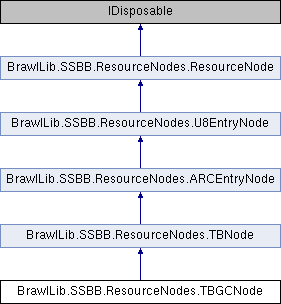 IDisposable
BrawlLib.SSBB.ResourceNodes.ResourceNode
BrawlLib.SSBB.ResourceNodes.U8EntryNode
BrawlLib.SSBB.ResourceNodes.ARCEntryNode
BrawlLib.SSBB.ResourceNodes.TBNode
BrawlLib.SSBB.ResourceNodes.TBGCNode